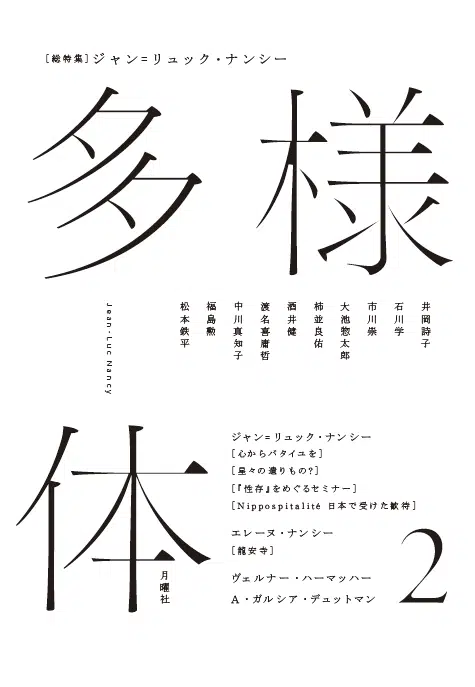 [総特集]ジャン=リュック・ナンシー
多様
体
井岡詩子
石川学
市川崇
大池惣太郎
柿並良佑
酒井健
渡名喜庸哲
中川真知子
福島勲
松本鉄平
Jean-Luc Nancy
ジャン=リュック・ナンシー
[心からバタイユを]
[星々の遺りもの?]
[『性存』をめぐるセミナー]
[Nippospitalité 日本で受けた歓待]
エレーヌ・ナンシー
[龍安寺]
ヴェルナー・ハーマッハー
A・ガルシア・デュットマン
2
月曜社